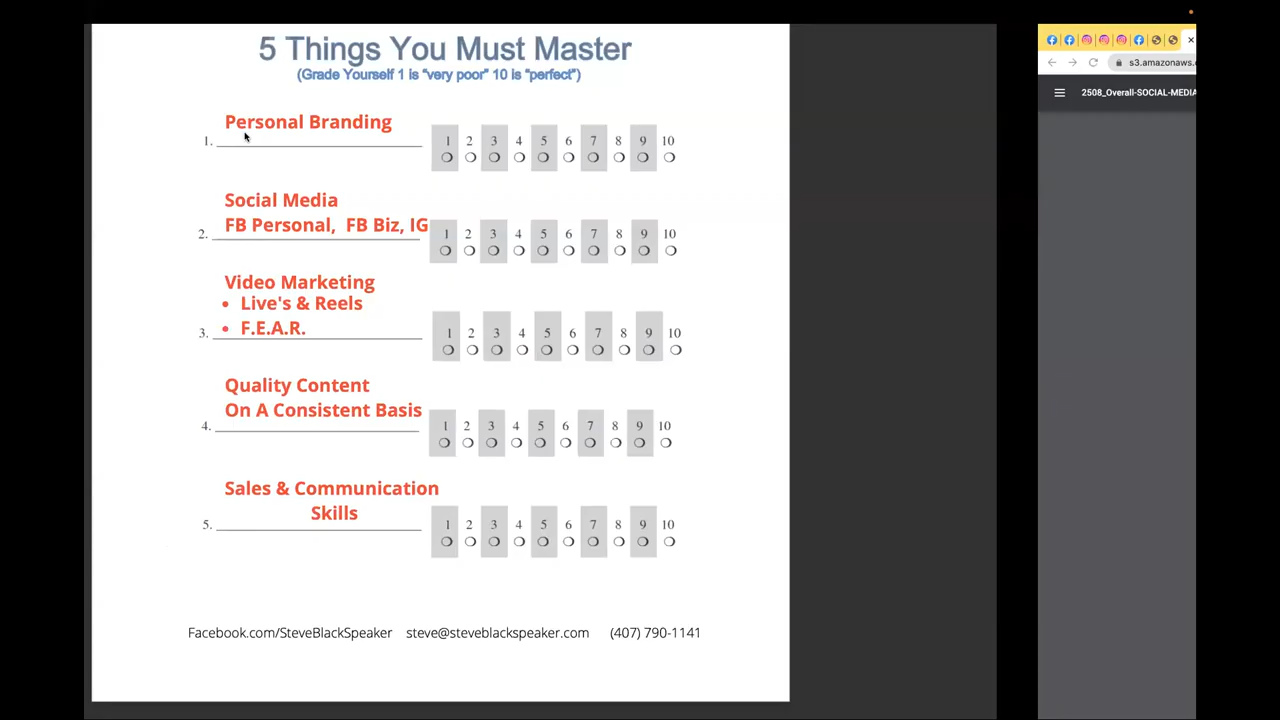 5 Things You Must Master
(Grade Yourself 1 is “very poor” 10 is “perfect”)
Personal Branding
1. 1 2 3 4 5 6 7 8 9 10
Social Media
FB Personal, FB Biz, IG
2. 1 2 3 4 5 6 7 8 9 10
Video Marketing
• Live's & Reels
• F.E.A.R.
3. 1 2 3 4 5 6 7 8 9 10
Quality Content
On A Consistent Basis
4. 1 2 3 4 5 6 7 8 9 10
Sales & Communication
Skills
5. 1 2 3 4 5 6 7 8 9 10
Facebook.com/SteveBlackSpeaker steve@steveblackspeaker.com (407) 790-1141
s3.amazonaws.
2508_Overall-SOCIAL-MEDIA